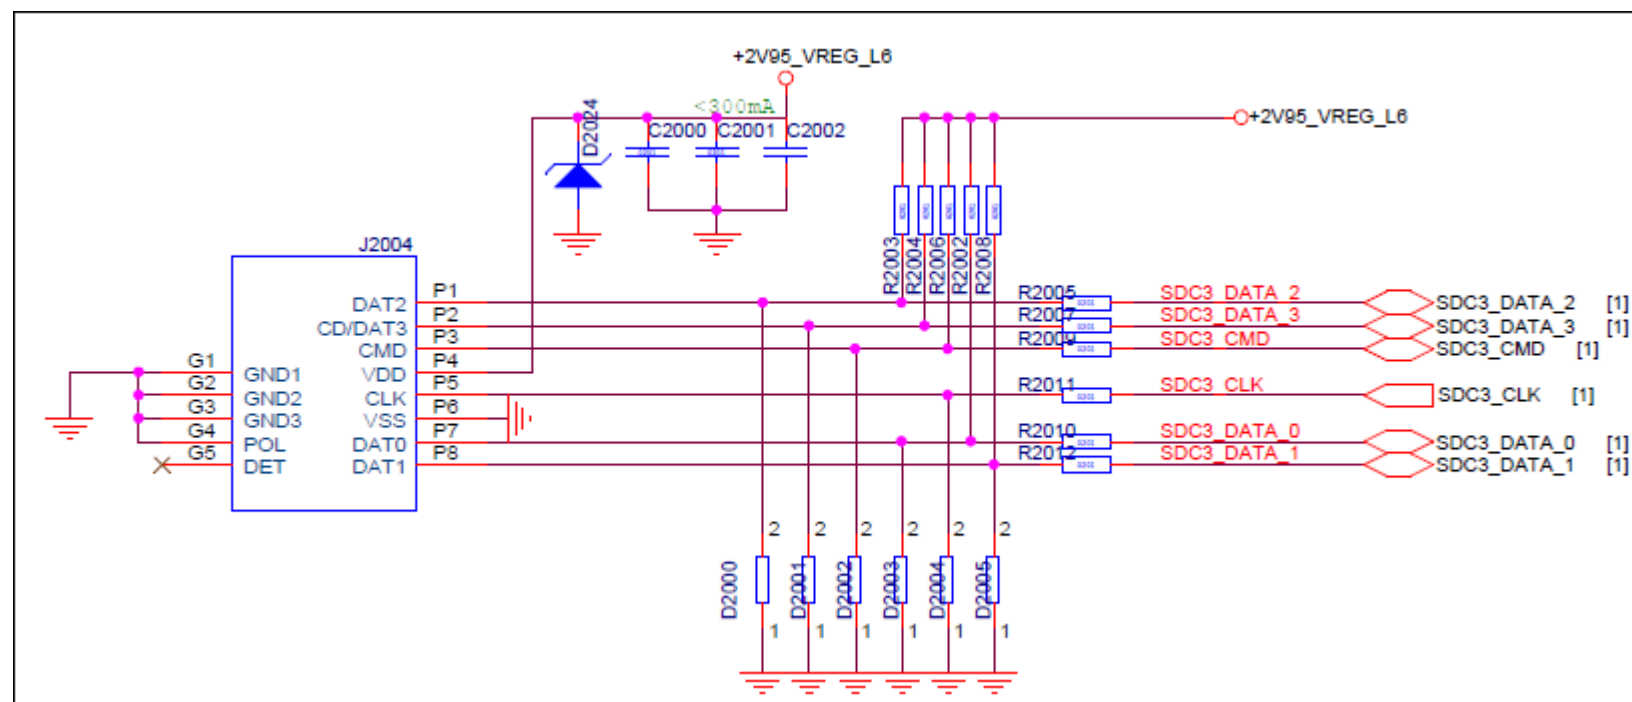 +2V95_VREG_L6
<300mA
+2V95_VREG_L6
D2024
C2000
C2001
C2002
R2003
R2004
R2006
R2002
R2008
J2004
DAT2
P1
R2005
SDC3_DATA_2
SDC3_DATA_2 [1]
CD/DAT3
P2
R2007
SDC3_DATA_3
SDC3_DATA_3 [1]
CMD
P3
R2009
SDC3_CMD
SDC3_CMD [1]
G1
GND1
VDD
P4
G2
GND2
CLK
P5
R2011
SDC3_CLK
SDC3_CLK [1]
G3
GND3
VSS
P6
G4
POL
DAT0
P7
R2010
SDC3_DATA_0
SDC3_DATA_0 [1]
G5
DET
DAT1
P8
R2012
SDC3_DATA_1
SDC3_DATA_1 [1]
2 2 2 2 2 2
D2000
D2001
D2002
D2003
D2004
D2005
1 1 1 1 1 1